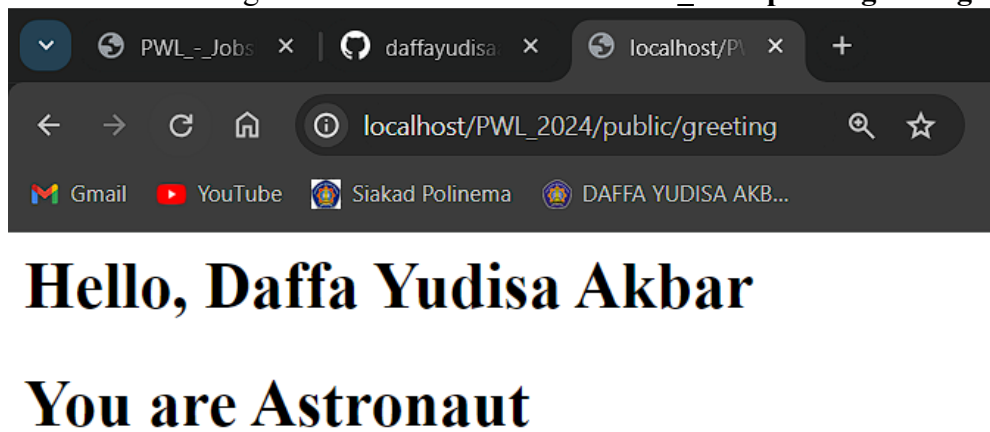 PWL_-_Jobs
daffayudisa
localhost/P
localhost/PWL_2024/public/greeting
Gmail
YouTube
Siakad Polinema
DAFFA YUDISA AKB...
Hello, Daffa Yudisa Akbar
You are Astronaut